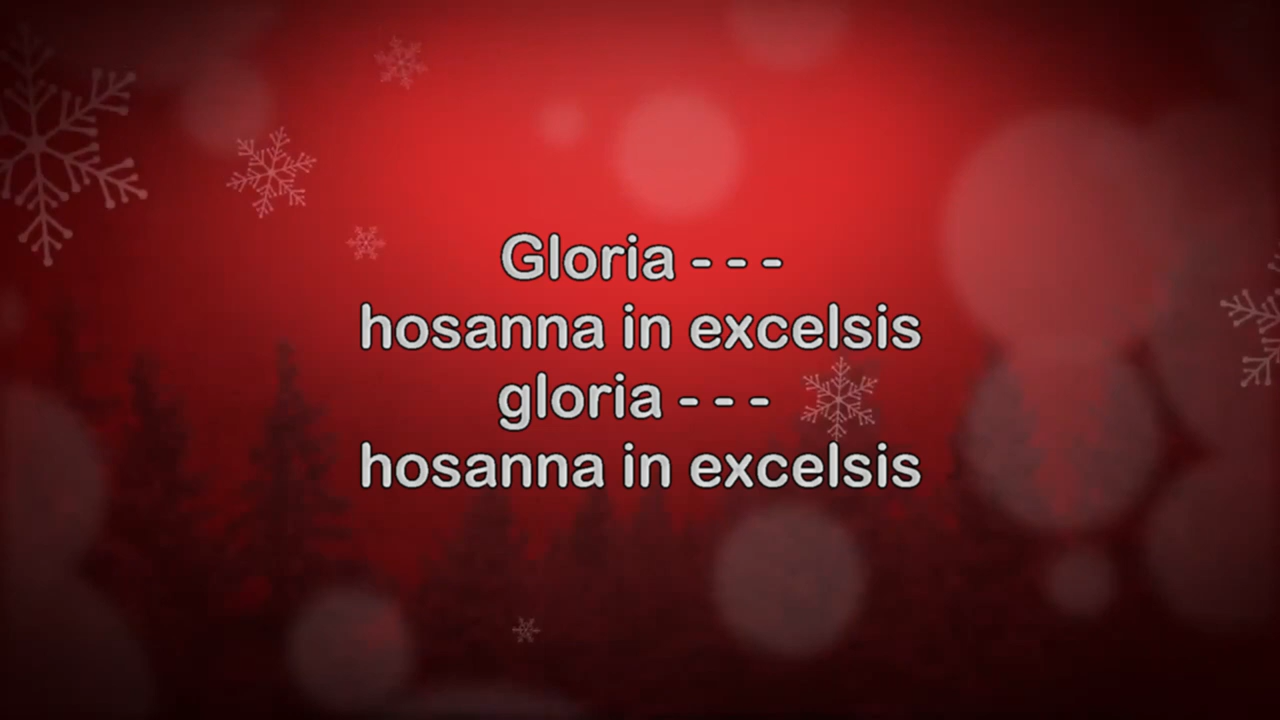 Gloria - - -
hosanna in excelsis
gloria - - -
hosanna in excelsis